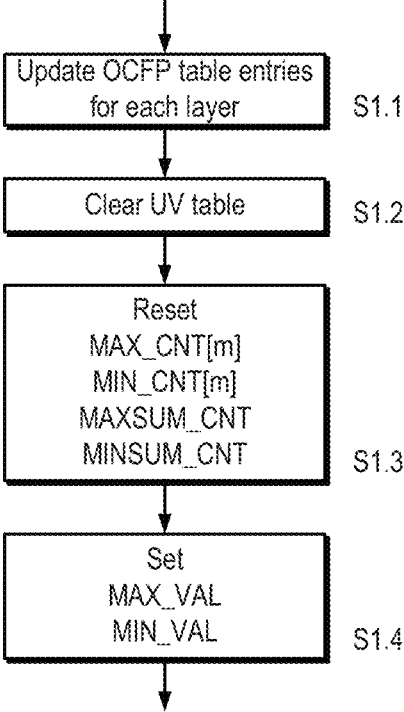 Update OCFP table entries
for each layer
S1.1
Clear UV table
S1.2
Reset
MAX_CNT[m]
MIN_CNT[m]
MAXSUM_CNT
MINSUM_CNT
S1.3
Set
MAX_VAL
MIN_VAL
S1.4